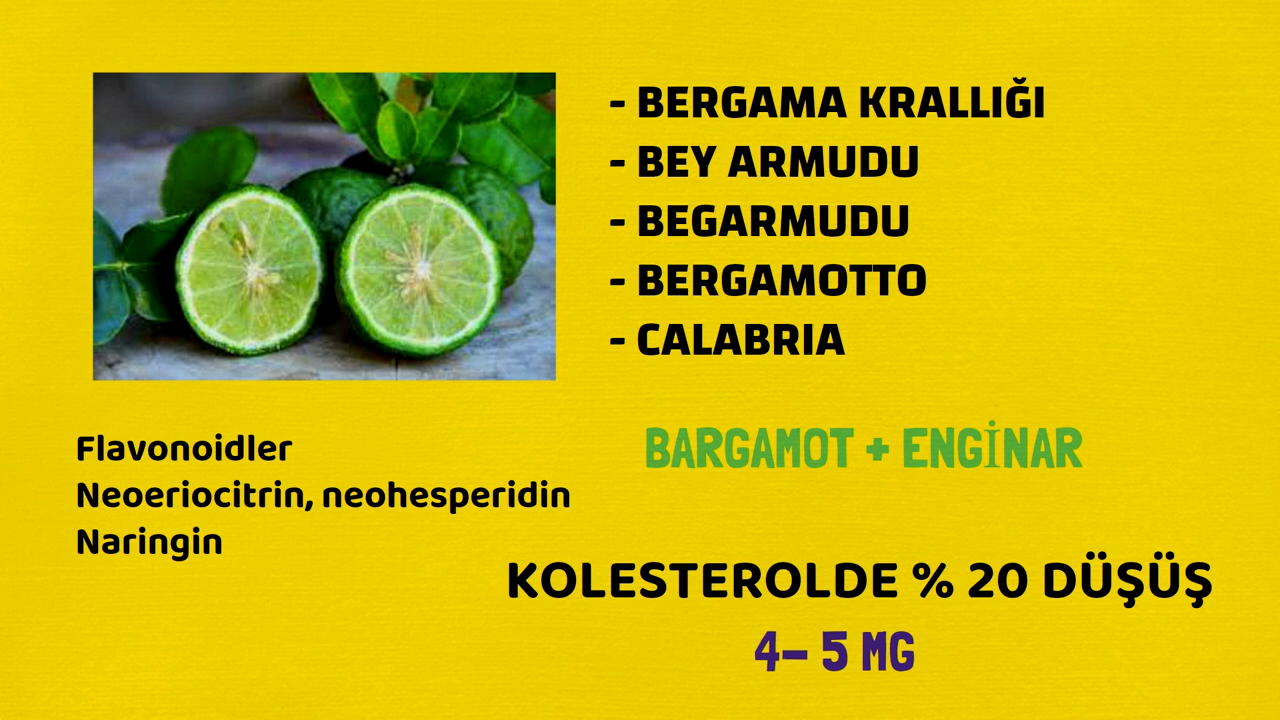 - BERGAMA KRALLIĞI
- BEY ARMUDU
- BEGARMUDU
- BERGAMOTTO
- CALABRIA
Flavonoidler
Neoeriocitrin, neohesperidin
Naringin
BARGAMOT + ENGİNAR
KOLESTEROLDE % 20 DÜŞÜŞ
4– 5 MG